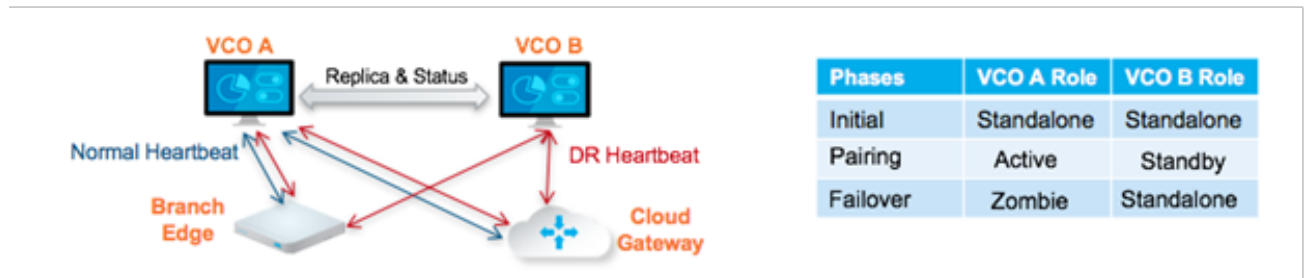 VCO A
VCO B
Replica & Status
Normal Heartbeat
DR Heartbeat
Branch
Edge
Cloud
Gateway
Phases VCO A Role VCO B Role
Initial Standalone Standalone
Pairing Active Standby
Failover Zombie Standalone